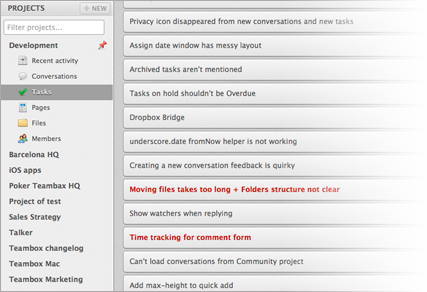 PROJECTS
+ NEW
Filter projects...
Development
Recent activity
Conversations
Tasks
Pages
Files
Members
Barcelona HQ
iOS apps
Poker Teambax HQ
Project of test
Sales Strategy
Talker
Teambox changelog
Teambox Mac
Teambox Marketing
Privacy icon disappeared from new conversations and new tasks
Assign date window has messy layout
Archived tasks aren't mentioned
Tasks on hold shouldn't be Overdue
Dropbox Bridge
underscore.date fromNow helper is not working
Creating a new conversation feedback is quirky
Moving files takes too long + Folders structure not clear
Show watchers when replying
Time tracking for comment form
Can't load conversations from Community project
Add max-height to quick add